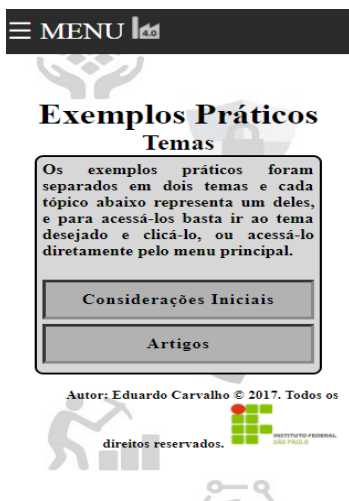 ≡ MENU 4.0
Exemplos Práticos
Temas
Os exemplos práticos foram
separados em dois temas e cada
tópico abaixo representa um deles,
e para acessá-los basta ir ao tema
desejado e clicá-lo, ou acessá-lo
diretamente pelo menu principal.
Considerações Iniciais
Artigos
Autor: Eduardo Carvalho © 2017. Todos os
direitos reservados.
INSTITUTO FEDERAL
SÃO PAULO